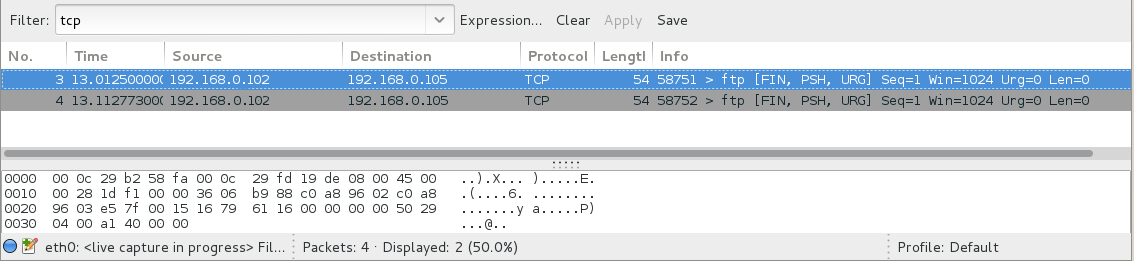 Filter: tcp Expression... Clear Apply Save
No. Time Source Destination Protocol Lengtl Info
3 13.012500000 192.168.0.102 192.168.0.105 TCP 54 58751 > ftp [FIN, PSH, URG] Seq=1 Win=1024 Urg=0 Len=0
4 13.112773000 192.168.0.102 192.168.0.105 TCP 54 58752 > ftp [FIN, PSH, URG] Seq=1 Win=1024 Urg=0 Len=0
0000 00 0c 29 b2 58 fa 00 0c 29 fd 19 de 08 00 45 00 ..).X... ).....E.
0010 00 28 1d f1 00 00 36 06 b9 88 c0 a8 96 02 c0 a8 .(....6. ........
0020 96 03 e5 7f 00 15 16 79 61 16 00 00 00 00 50 29 .......y a.....P)
0030 04 00 a1 40 00 00 ...@..
eth0: <live capture in progress> Fil... Packets: 4 · Displayed: 2 (50.0%) Profile: Default